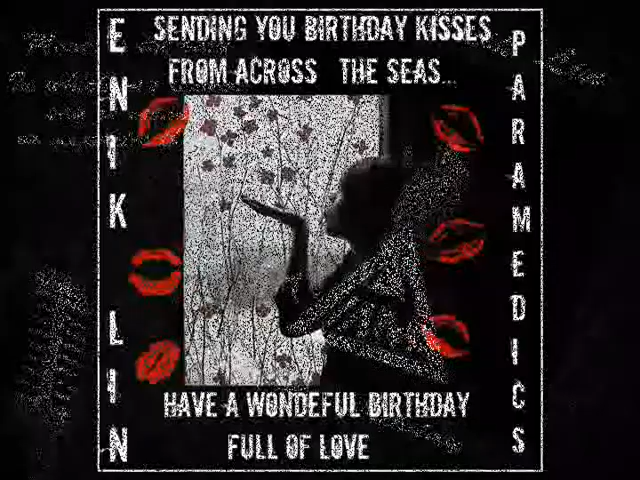 SENDING YOU BIRTHDAY KISSES
FROM ACROSS THE SEAS...
ENIK LIN
PARAMEDICS
HAVE A WONDEFUL BIRTHDAY
FULL OF LOVE